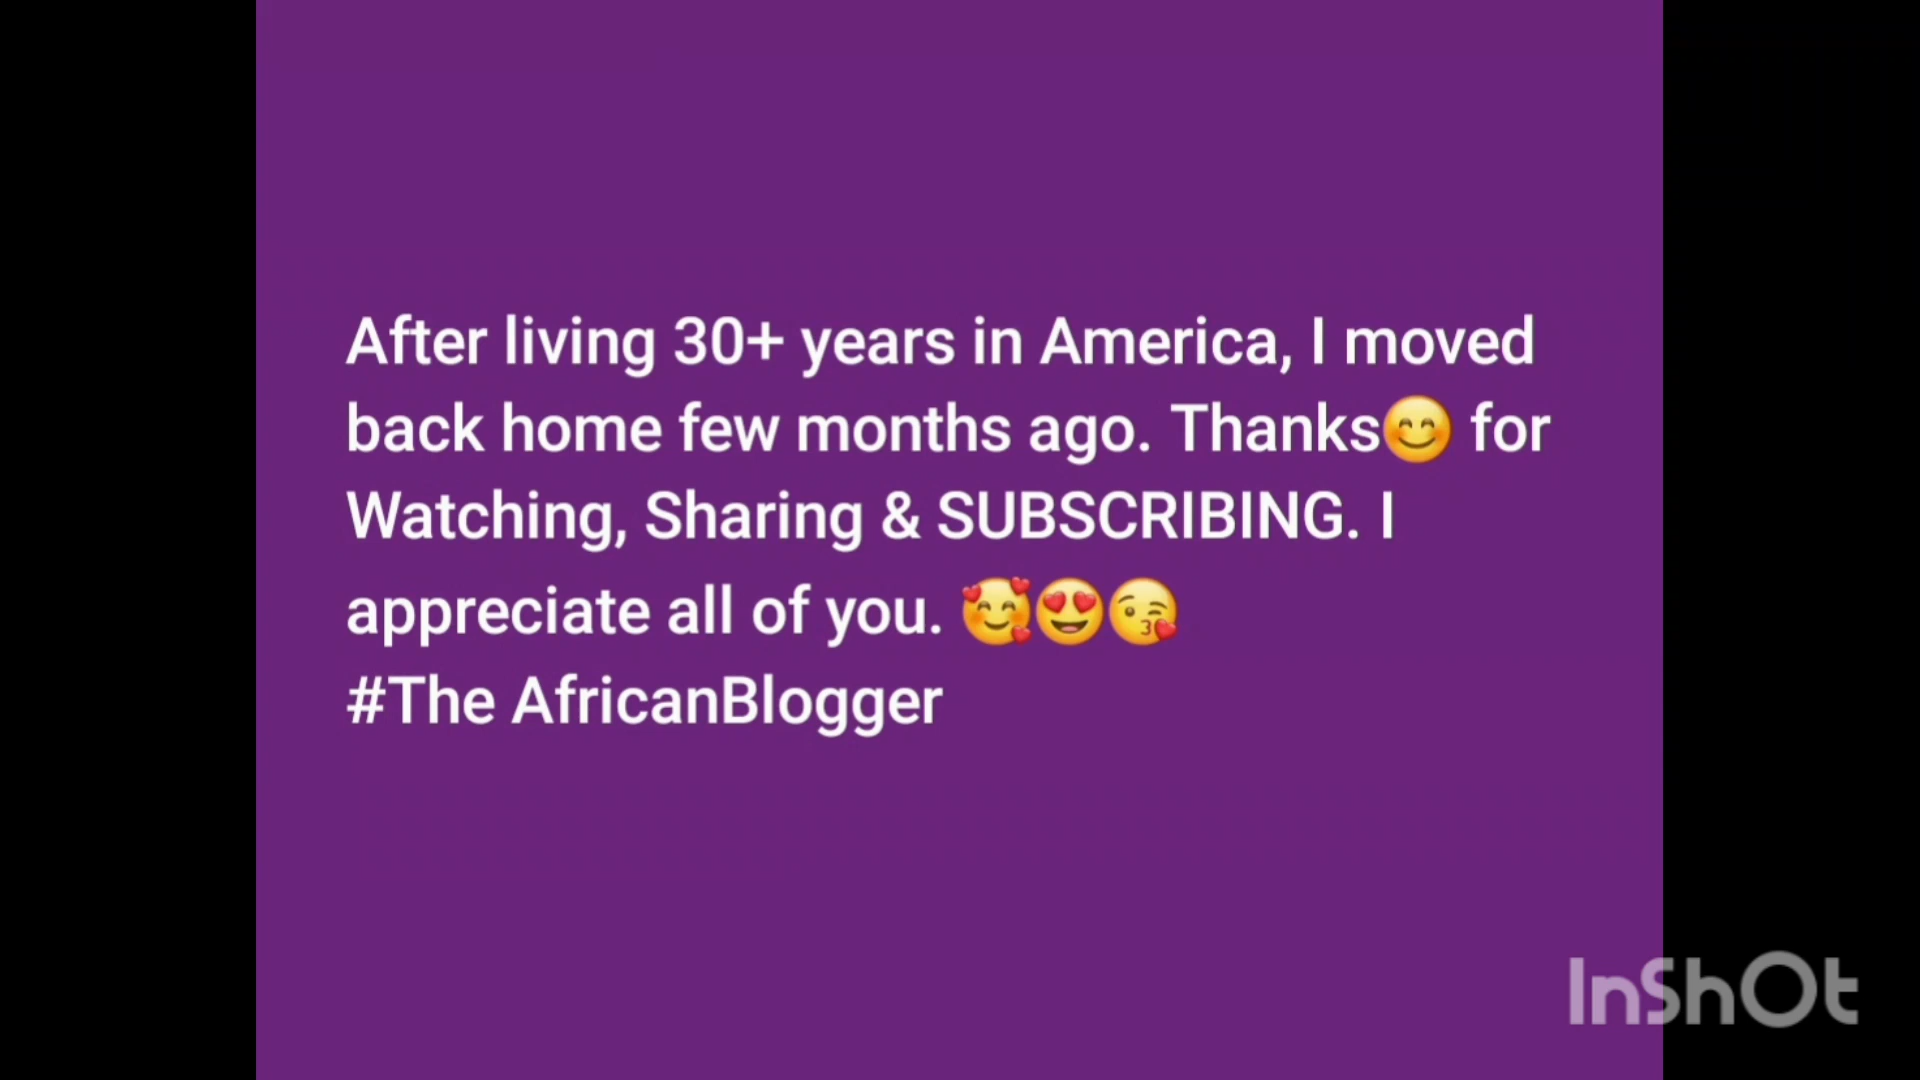 After living 30+ years in America, I moved
back home few months ago. Thanks😊 for
Watching, Sharing & SUBSCRIBING. I
appreciate all of you. 🥰😍😘
#The AfricanBlogger
InShOt